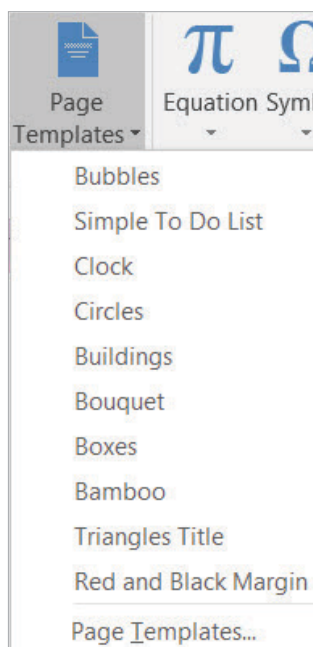 Page Templates
Equation
Bubbles
Simple To Do List
Clock
Circles
Buildings
Bouquet
Boxes
Bamboo
Triangles Title
Red and Black Margin
Page Templates...